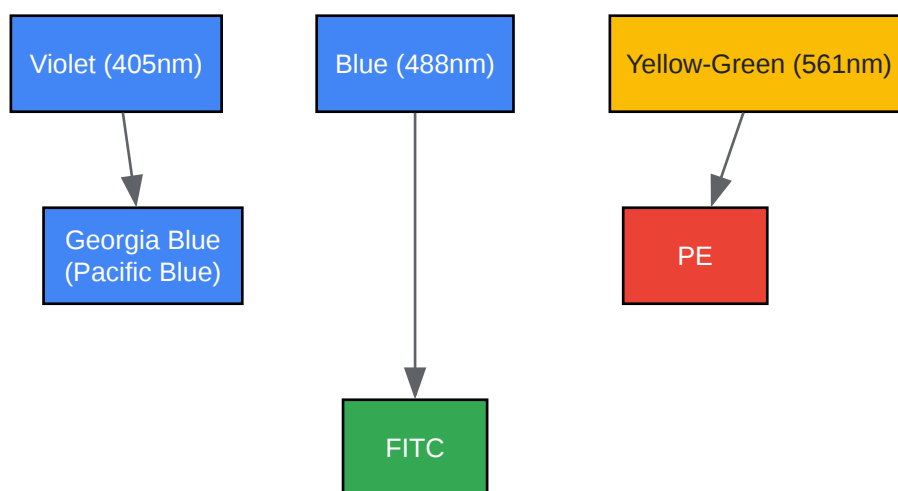 Violet (405nm)
Blue (488nm)
Yellow-Green (561nm)
Georgia Blue
(Pacific Blue)
PE
FITC